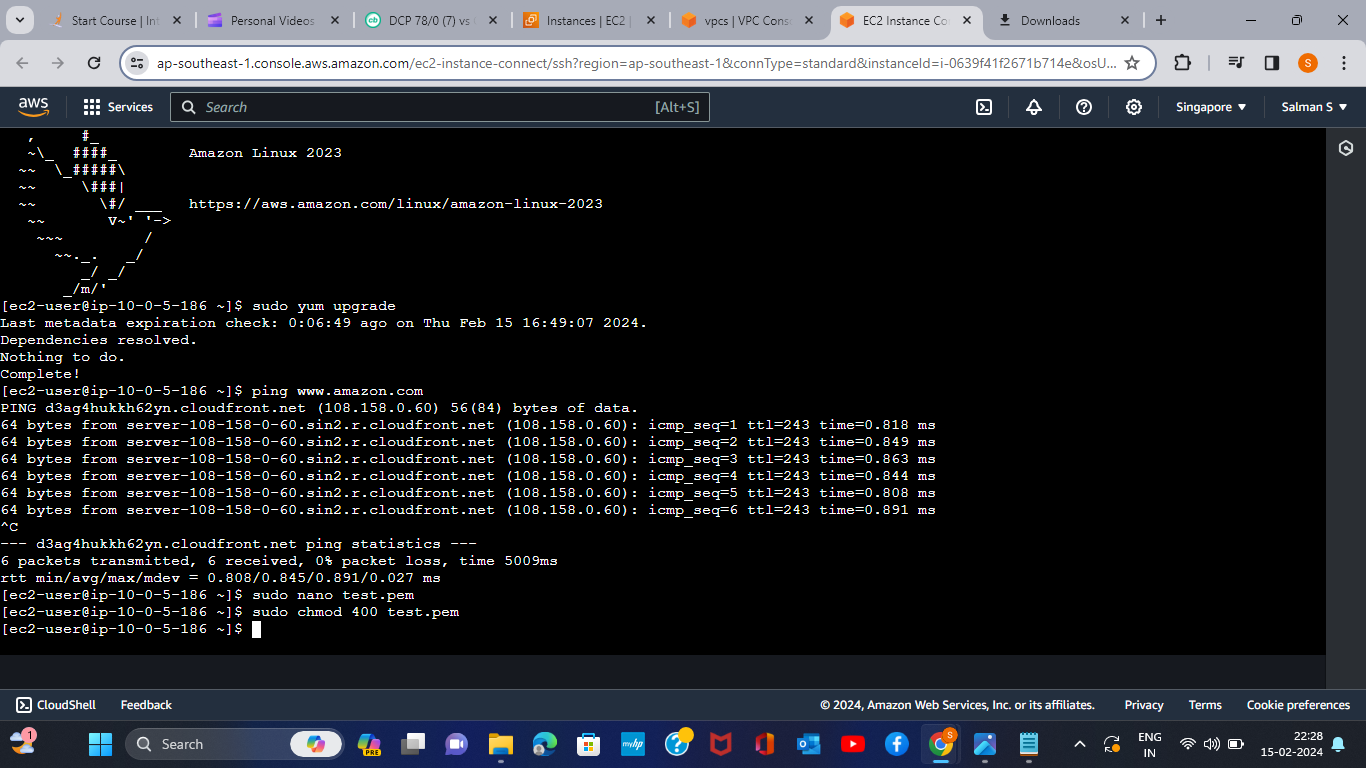 Start Course | Int
Personal Videos
DCP 78/0 (7) vs
Instances | EC2 |
vpcs | VPC Cons
EC2 Instance Co
Downloads
ap-southeast-1.console.aws.amazon.com/ec2-instance-connect/ssh?region=ap-southeast-1&connType=standard&instanceId=i-0639f41f2671b714e&osU...
S
aws
Services
Search
[Alt+S]
Singapore
Salman S
,     #_
~\_  ####_        Amazon Linux 2023
~~  \_#####\
~~     \###|
~~       \#/ ___   https://aws.amazon.com/linux/amazon-linux-2023
~~       V~' '->
~~~         /
~~._.   _/
_/ _/
_/m/'
[ec2-user@ip-10-0-5-186 ~]$ sudo yum upgrade
Last metadata expiration check: 0:06:49 ago on Thu Feb 15 16:49:07 2024.
Dependencies resolved.
Nothing to do.
Complete!
[ec2-user@ip-10-0-5-186 ~]$ ping www.amazon.com
PING d3ag4hukkh62yn.cloudfront.net (108.158.0.60) 56(84) bytes of data.
64 bytes from server-108-158-0-60.sin2.r.cloudfront.net (108.158.0.60): icmp_seq=1 ttl=243 time=0.818 ms
64 bytes from server-108-158-0-60.sin2.r.cloudfront.net (108.158.0.60): icmp_seq=2 ttl=243 time=0.849 ms
64 bytes from server-108-158-0-60.sin2.r.cloudfront.net (108.158.0.60): icmp_seq=3 ttl=243 time=0.863 ms
64 bytes from server-108-158-0-60.sin2.r.cloudfront.net (108.158.0.60): icmp_seq=4 ttl=243 time=0.844 ms
64 bytes from server-108-158-0-60.sin2.r.cloudfront.net (108.158.0.60): icmp_seq=5 ttl=243 time=0.808 ms
64 bytes from server-108-158-0-60.sin2.r.cloudfront.net (108.158.0.60): icmp_seq=6 ttl=243 time=0.891 ms
^C
--- d3ag4hukkh62yn.cloudfront.net ping statistics ---
6 packets transmitted, 6 received, 0% packet loss, time 5009ms
rtt min/avg/max/mdev = 0.808/0.845/0.891/0.027 ms
[ec2-user@ip-10-0-5-186 ~]$ sudo nano test.pem
[ec2-user@ip-10-0-5-186 ~]$ sudo chmod 400 test.pem
[ec2-user@ip-10-0-5-186 ~]$
CloudShell
Feedback
© 2024, Amazon Web Services, Inc. or its affiliates.
Privacy
Terms
Cookie preferences
1
Search
PRE
myhp
S
ENG
IN
22:28
15-02-2024